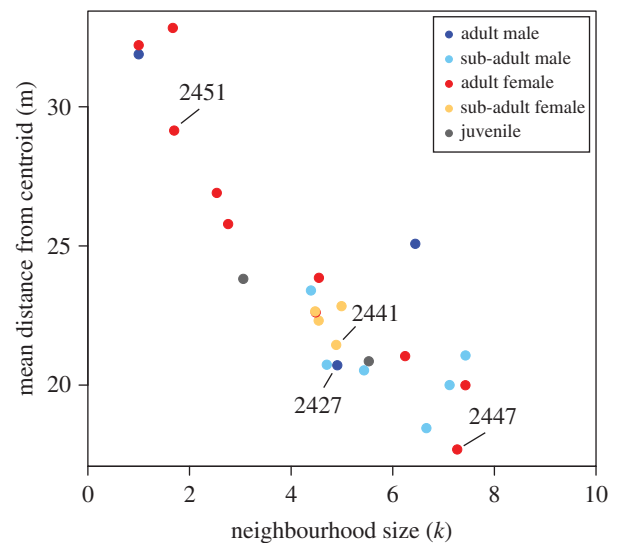 adult male
sub-adult male
adult female
sub-adult female
juvenile
2451
2441
2427
2447
mean distance from centroid (m)
30
25
20
0 2 4 6 8 10
neighbourhood size (k)